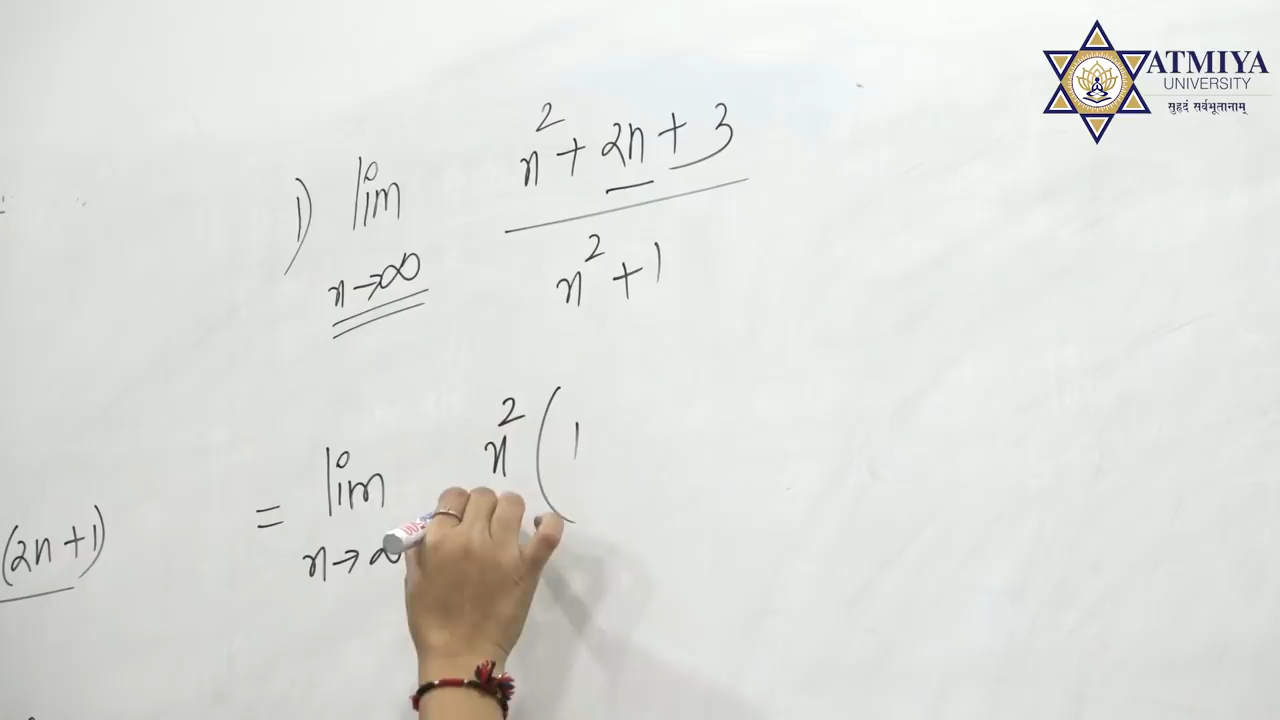 ATMIYA
UNIVERSITY
सुहृदं सर्वभूतानाम्
1) lim n→∞ (n² + 2n + 3) / (n² + 1)
= lim n→∞ n² ( 1
(2n + 1)